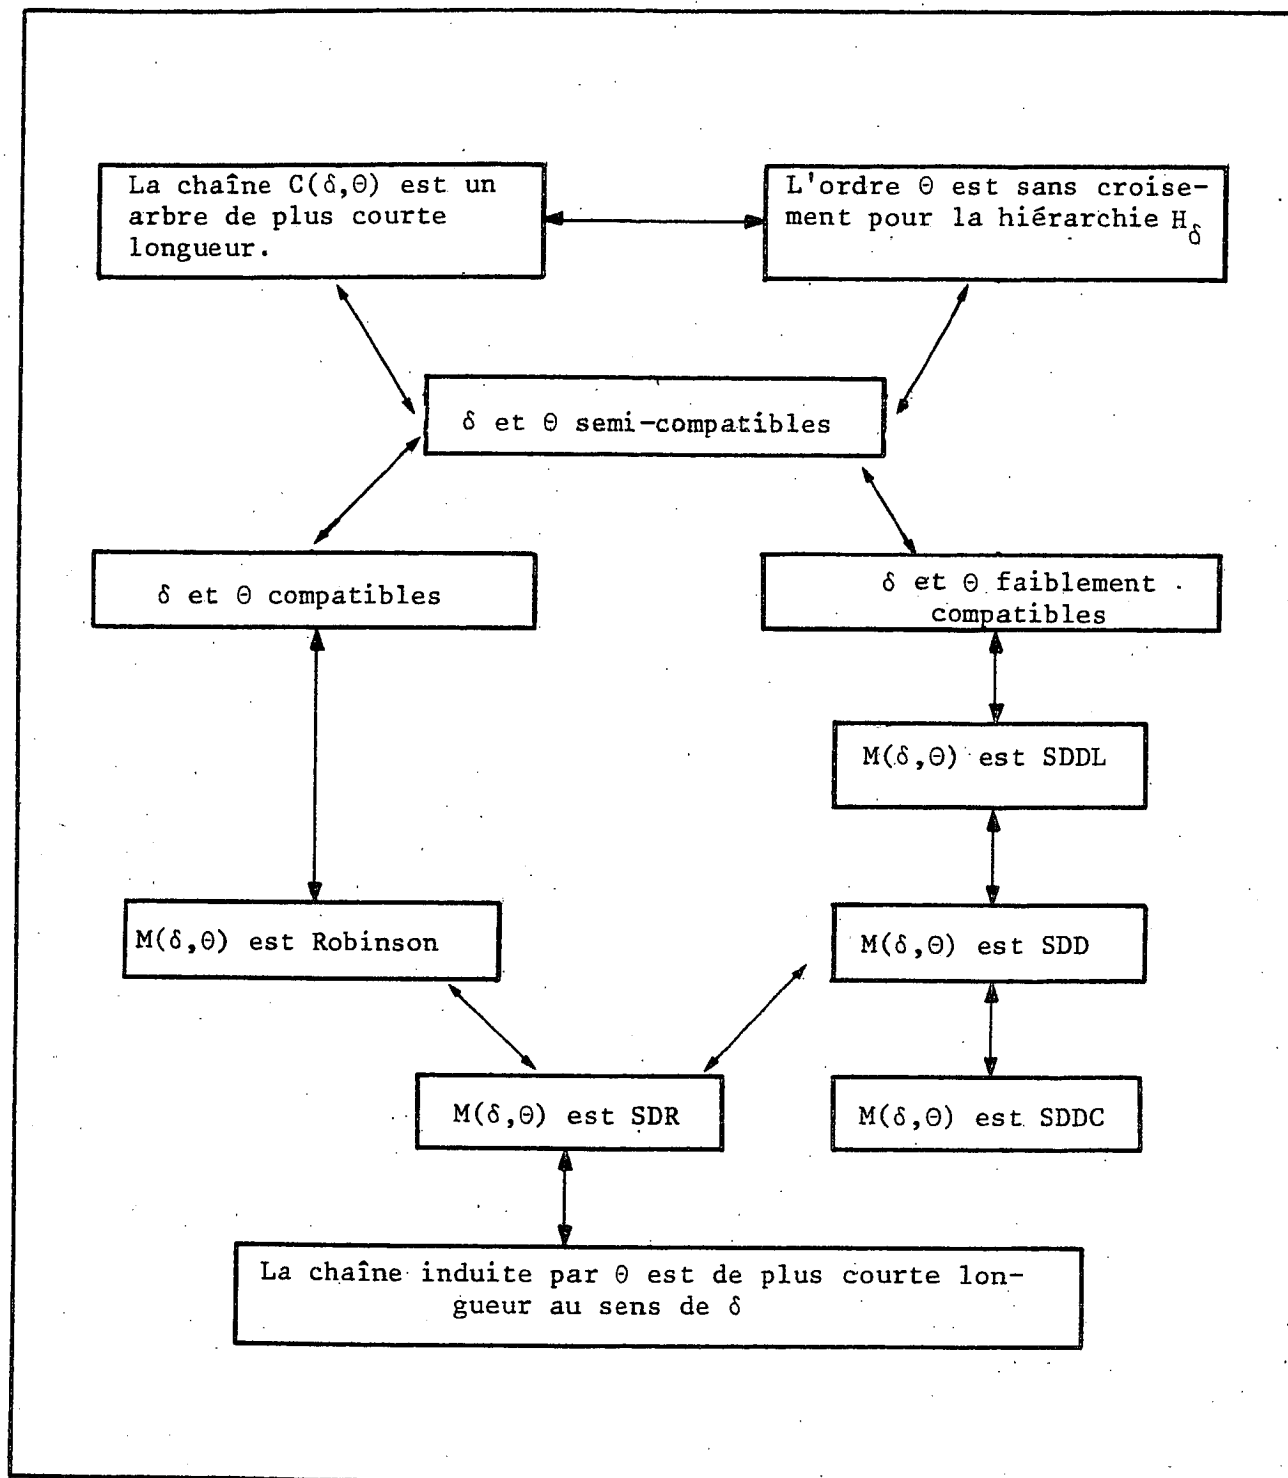 La chaîne C(δ,Θ) est un
arbre de plus courte
longueur.
L'ordre Θ est sans croise-
ment pour la hiérarchie H_δ
δ et Θ semi-compatibles
δ et Θ compatibles
δ et Θ faiblement
compatibles
M(δ,Θ) est SDDL
M(δ,Θ) est Robinson
M(δ,Θ) est SDD
M(δ,Θ) est SDR
M(δ,Θ) est SDDC
La chaîne induite par Θ est de plus courte lon-
gueur au sens de δ